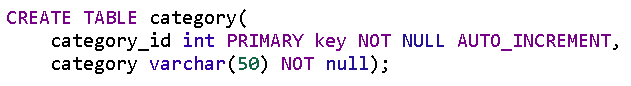 CREATE TABLE category(
    category_id int PRIMARY key NOT NULL AUTO_INCREMENT,
    category varchar(50) NOT null);